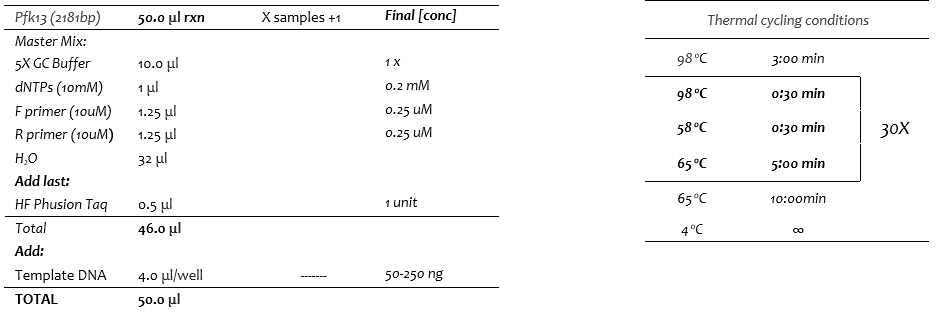 Pfk13 (2181bp) 50.0 µl rxn X samples +1 Final [conc]
Master Mix:
5X GC Buffer 10.0 µl 1 x
dNTPs (10mM) 1 µl 0.2 mM
F primer (10uM) 1.25 µl 0.25 uM
R primer (10uM) 1.25 µl 0.25 uM
H₂O 32 µl
Add last:
HF Phusion Taq 0.5 µl 1 unit
Total 46.0 µl
Add:
Template DNA 4.0 µl/well ------- 50-250 ng
TOTAL 50.0 µl
Thermal cycling conditions
98°C 3:00 min
98°C 0:30 min
58°C 0:30 min 30X
65°C 5:00 min
65°C 10:00min
4°C ∞